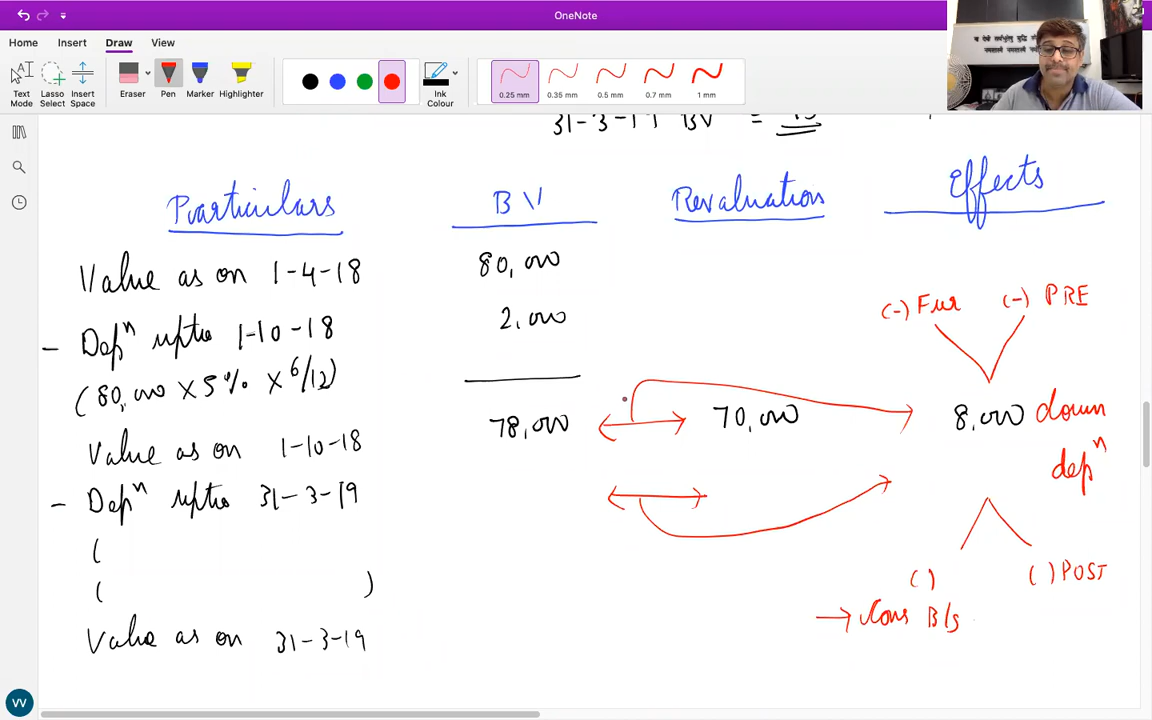 OneNote
Home Insert Draw View
Text Mode
Lasso Select
Insert Space
Eraser
Pen
Marker
Highlighter
Ink Colour
0.25 mm
0.35 mm
0.5 mm
0.7 mm
1 mm
31-3-19 BV =
Particulars BV Revaluation Effects
Value as on 1-4-18 80,000
(-) Fur (-) PRE
- Depⁿ upto 1-10-18 2,000
(80,000 X 5% X 6/12)
78,000 70,000 8,000 down
Value as on 1-10-18
depⁿ
- Depⁿ upto 31-3-19
(
( )
( ) ( ) POST
→ Cons B/s
Value as on 31-3-19
VV